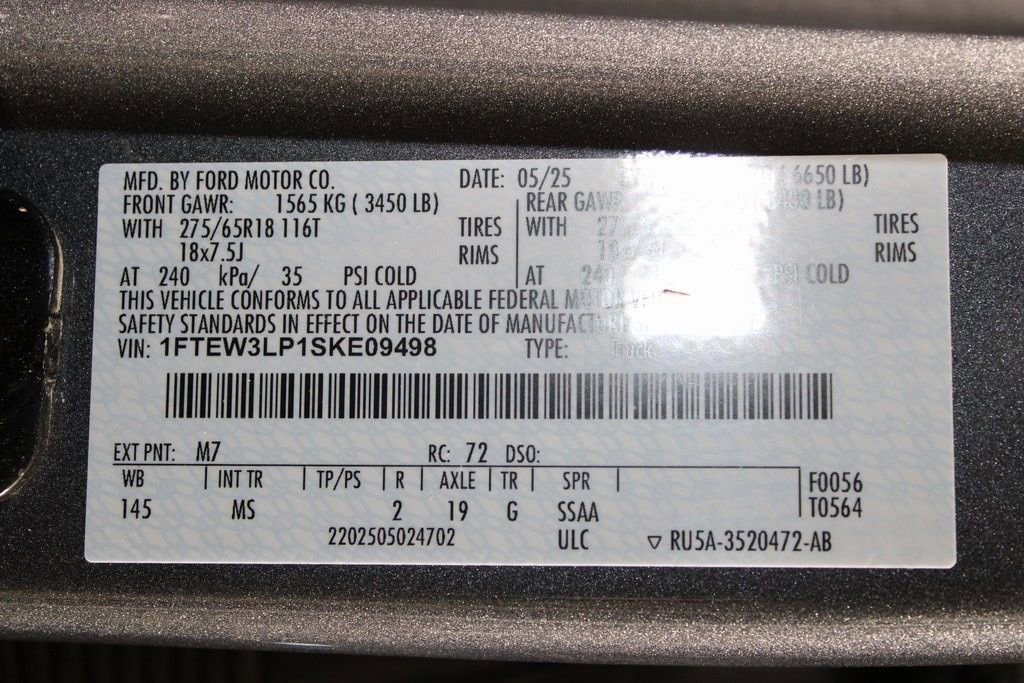 MFD. BY FORD MOTOR CO. DATE: 05/25 6650 LB)
FRONT GAWR: 1565 KG ( 3450 LB) REAR GAWR LB)
WITH 275/65R18 116T TIRES WITH TIRES
18x7.5J RIMS RIMS
AT 240 kPa/ 35 PSI COLD AT 240 PSI COLD
THIS VEHICLE CONFORMS TO ALL APPLICABLE FEDERAL
SAFETY STANDARDS IN EFFECT ON THE DATE OF
VIN: 1FTEW3LP1SKE09498 TYPE: Truck
EXT PNT: M7 RC: 72 DSO:
WB INT TR TP/PS R AXLE TR SPR F0056
145 MS 2 19 G SSAA T0564
2202505024702 ULC ▽ RU5A-3520472-AB